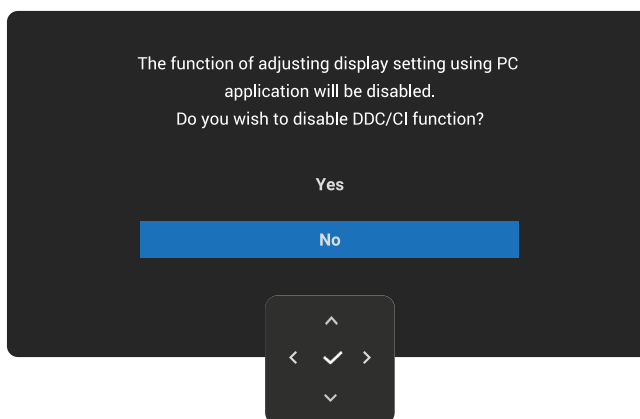 The function of adjusting display setting using PC
application will be disabled.
Do you wish to disable DDC/CI function?
Yes
No